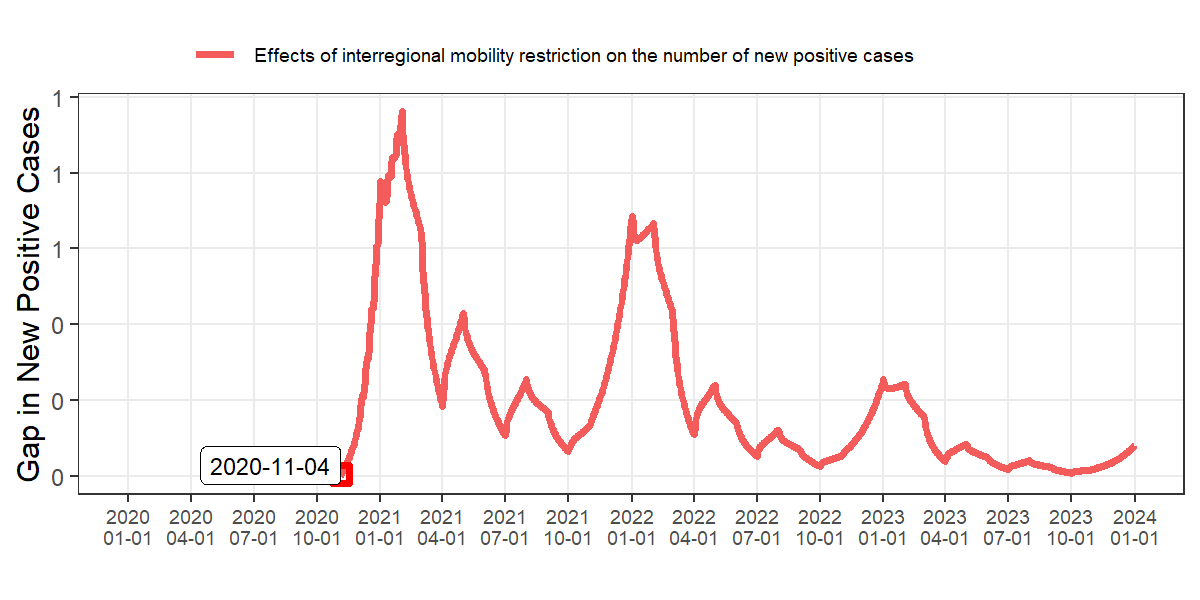 Effects of interregional mobility restriction on the number of new positive cases
Gap in New Positive Cases
1
1
1
0
0
0
2020-11-04
2020 2020 2020 2020 2021 2021 2021 2021 2022 2022 2022 2022 2023 2023 2023 2023 2024
01-01 04-01 07-01 10-01 01-01 04-01 07-01 10-01 01-01 04-01 07-01 10-01 01-01 04-01 07-01 10-01 01-01